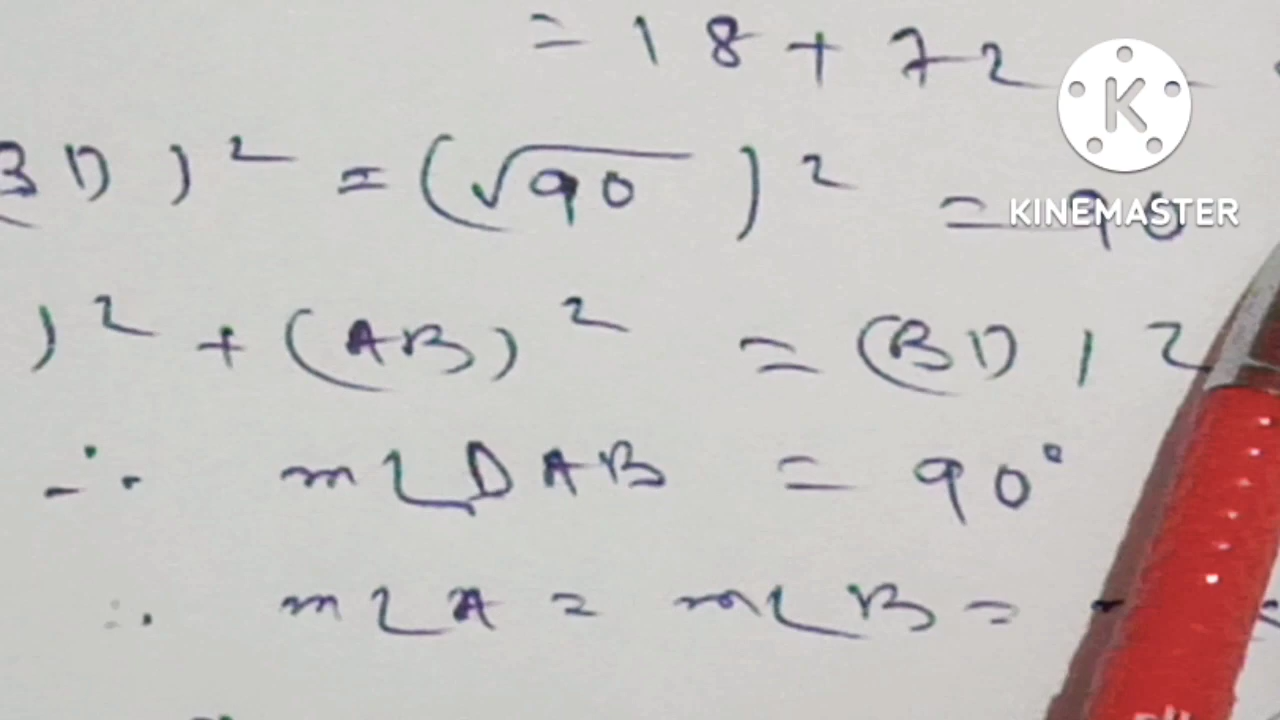 = 18 + 72
BD)² = (√90)² = 90
KINEMASTER
)² + (AB)² = (BD)2
∴ m∠DAB = 90°
∴ m∠A = m∠B =